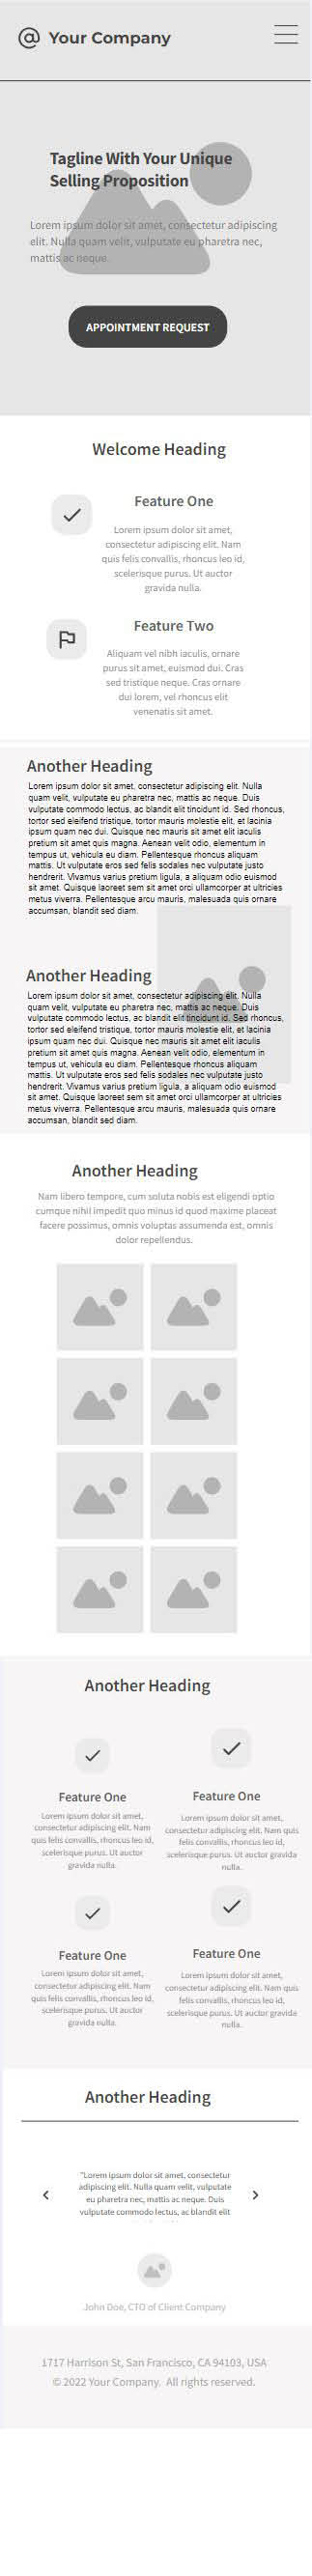 @ Your Company
Tagline With Your Unique
Selling Proposition
Lorem ipsum dolor sit amet, consectetur adipiscing
elit. Nulla quam velit, vulputate eu pharetra nec,
mattis ac neque.
APPOINTMENT REQUEST
Welcome Heading
Feature One
Lorem ipsum dolor sit amet,
consectetur adipiscing elit. Nam
quis felis convallis, rhoncus leo id,
scelerisque purus. Ut auctor
gravida nulla.
Feature Two
Aliquam vel nibh iaculis, ornare
purus sit amet, euismod dui. Cras
sed tristique neque. Cras ornare
dui lorem, vel rhoncus elit
venenatis sit amet.
Another Heading
Lorem ipsum dolor sit amet, consectetur adipiscing elit. Nulla
quam velit, vulputate eu pharetra nec, mattis ac neque. Duis
vulputate commodo lectus, ac blandit elit tincidunt id. Sed rhoncus,
tortor sed eleifend tristique, tortor mauris molestie elit, et lacinia
ipsum quam nec dui. Quisque nec mauris sit amet elit iaculis
pretium sit amet quis magna. Aenean velit odio, elementum in
tempus ut, vehicula eu diam. Pellentesque rhoncus aliquam
mattis. Ut vulputate eros sed felis sodales nec vulputate justo
hendrerit. Vivamus varius pretium ligula, a aliquam odio euismod
sit amet. Quisque laoreet sem sit amet orci ullamcorper at ultricies
metus viverra. Pellentesque arcu mauris, malesuada quis ornare
accumsan, blandit sed diam.
Another Heading
Lorem ipsum dolor sit amet, consectetur adipiscing elit. Nulla
quam velit, vulputate eu pharetra nec, mattis ac neque. Duis
vulputate commodo lectus, ac blandit elit tincidunt id. Sed rhoncus,
tortor sed eleifend tristique, tortor mauris molestie elit, et lacinia
ipsum quam nec dui. Quisque nec mauris sit amet elit iaculis
pretium sit amet quis magna. Aenean velit odio, elementum in
tempus ut, vehicula eu diam. Pellentesque rhoncus aliquam
mattis. Ut vulputate eros sed felis sodales nec vulputate justo
hendrerit. Vivamus varius pretium ligula, a aliquam odio euismod
sit amet. Quisque laoreet sem sit amet orci ullamcorper at ultricies
metus viverra. Pellentesque arcu mauris, malesuada quis ornare
accumsan, blandit sed diam.
Another Heading
Nam libero tempore, cum soluta nobis est eligendi optio
cumque nihil impedit quo minus id quod maxime placeat
facere possimus, omnis voluptas assumenda est, omnis
dolor repellendus.
Another Heading
Feature One
Lorem ipsum dolor sit amet,
consectetur adipiscing elit. Nam
quis felis convallis, rhoncus leo id,
scelerisque purus. Ut auctor
gravida nulla.
Feature One
Lorem ipsum dolor sit amet,
consectetur adipiscing elit. Nam quis
felis convallis, rhoncus leo id,
scelerisque purus. Ut auctor gravida
nulla.
Feature One
Lorem ipsum dolor sit amet,
consectetur adipiscing elit. Nam
quis felis convallis, rhoncus leo id,
scelerisque purus. Ut auctor
gravida nulla.
Feature One
Lorem ipsum dolor sit amet,
consectetur adipiscing elit. Nam quis
felis convallis, rhoncus leo id,
scelerisque purus. Ut auctor gravida
nulla.
Another Heading
"Lorem ipsum dolor sit amet, consectetur
adipiscing elit. Nulla quam velit, vulputate
eu pharetra nec, mattis ac neque. Duis
vulputate commodo lectus, ac blandit elit
John Doe, CTO of Client Company
1717 Harrison St, San Francisco, CA 94103, USA
© 2022 Your Company. All rights reserved.